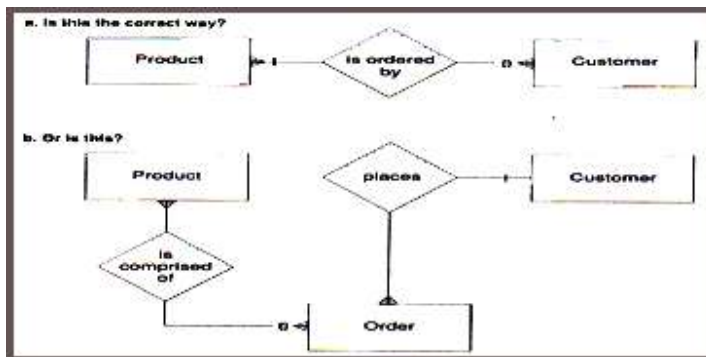 a. Is this the correct way?
Product
is ordered
by
Customer
b. Or is this?
Product
places
Customer
is
comprised
of
Order